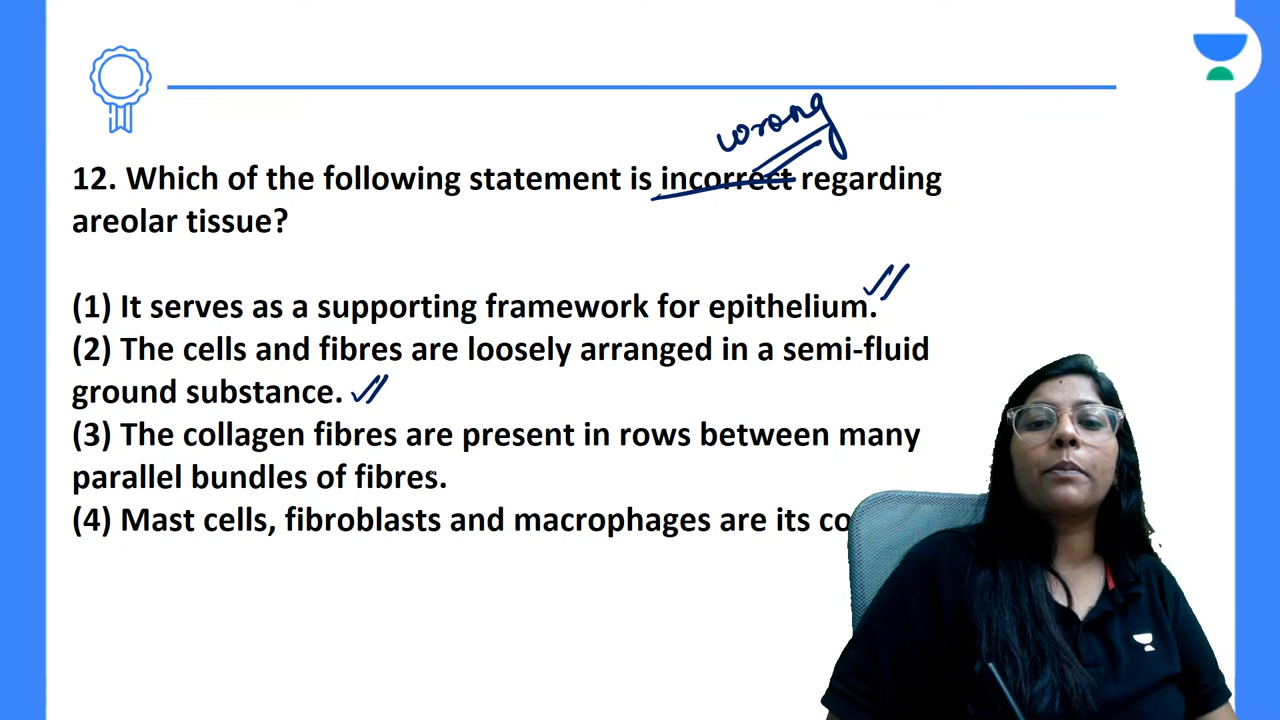 wrong
12. Which of the following statement is incorrect regarding
areolar tissue?
(1) It serves as a supporting framework for epithelium.
(2) The cells and fibres are loosely arranged in a semi-fluid
ground substance.
(3) The collagen fibres are present in rows between many
parallel bundles of fibres.
(4) Mast cells, fibroblasts and macrophages are its